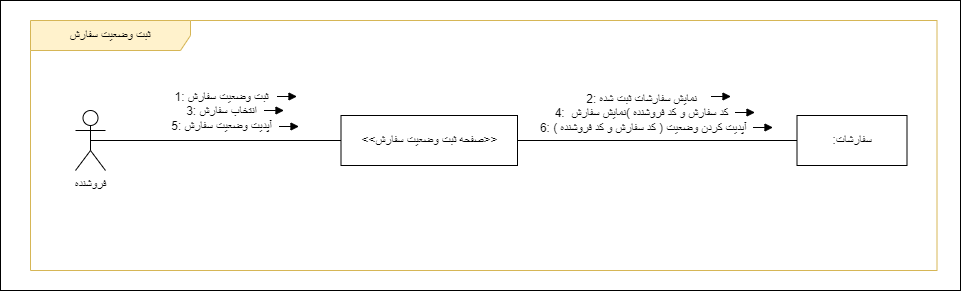 ثبت وضعیت سفارش
1: ثبت وضعیت سفارش
3: انتخاب سفارش
5: آپدیت وضعیت سفارش
2: نمایش سفارشات ثبت شده
4: نمایش سفارش( کد سفارش و کد فروشنده
6: آپدیت کردن وضعیت ( کد سفارش و کد فروشنده )
<<صفحه ثبت وضعیت سفارش>>
سفارشات:
فروشنده